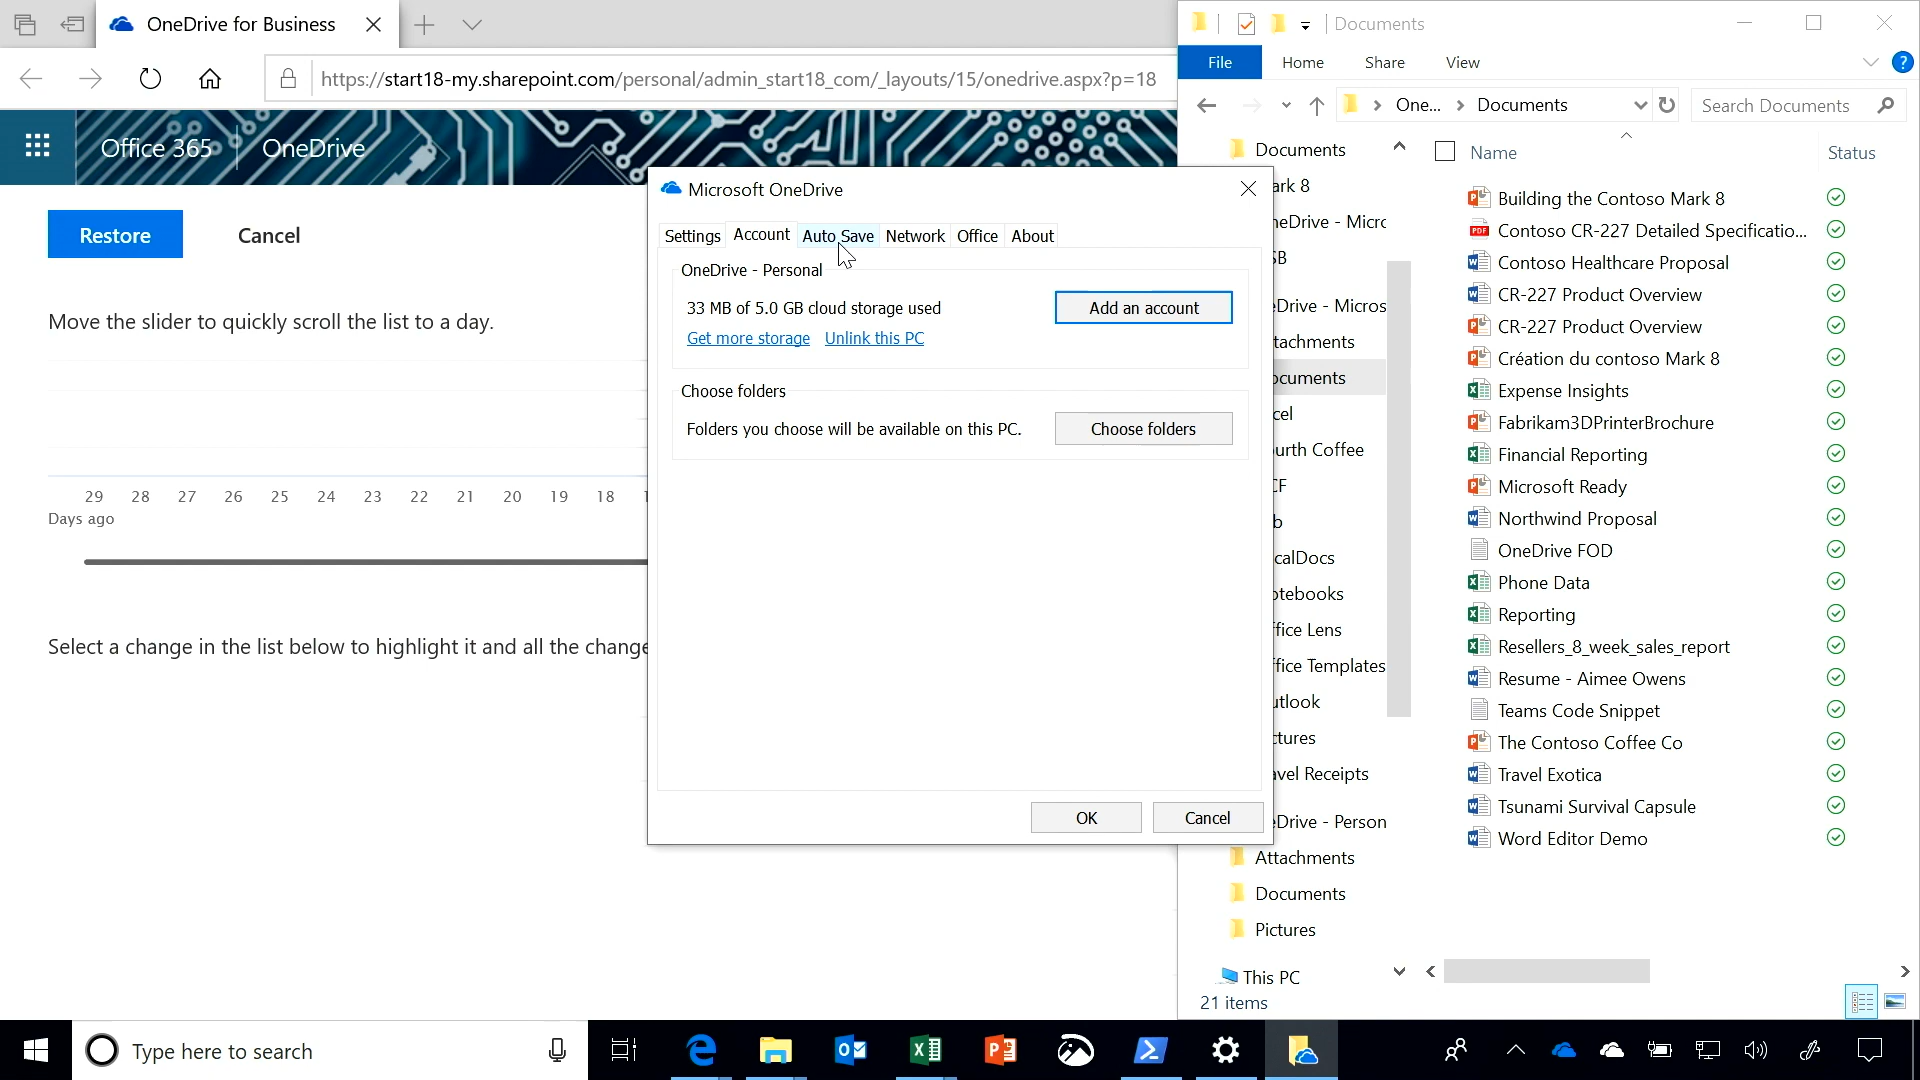 OneDrive for Business
https://start18-my.sharepoint.com/personal/admin_start18_com/_layouts/15/onedrive.aspx?p=18
Office 365
OneDrive
Restore
Cancel
Move the slider to quickly scroll the list to a day.
29 28 27 26 25 24 23 22 21 20 19 18
Days ago
Select a change in the list below to highlight it and all the change
Microsoft OneDrive
Settings Account Auto Save Network Office About
OneDrive - Personal
33 MB of 5.0 GB cloud storage used
Add an account
Get more storage Unlink this PC
Choose folders
Folders you choose will be available on this PC.
Choose folders
OK
Cancel
Documents
File Home Share View
?
One... > Documents
Search Documents
Documents
ark 8
neDrive - Micro
SB
eDrive - Micros
ttachments
ocuments
cel
urth Coffee
CF
b
calDocs
otebooks
ffice Lens
ffice Templates
utlook
ctures
avel Receipts
eDrive - Person
Attachments
Documents
Pictures
This PC
21 items
Name Status
Building the Contoso Mark 8
PDF
Contoso CR-227 Detailed Specificatio...
Contoso Healthcare Proposal
CR-227 Product Overview
CR-227 Product Overview
Création du contoso Mark 8
Expense Insights
Fabrikam3DPrinterBrochure
Financial Reporting
Microsoft Ready
Northwind Proposal
OneDrive FOD
Phone Data
Reporting
Resellers_8_week_sales_report
Resume - Aimee Owens
Teams Code Snippet
The Contoso Coffee Co
Travel Exotica
Tsunami Survival Capsule
Word Editor Demo
Type here to search